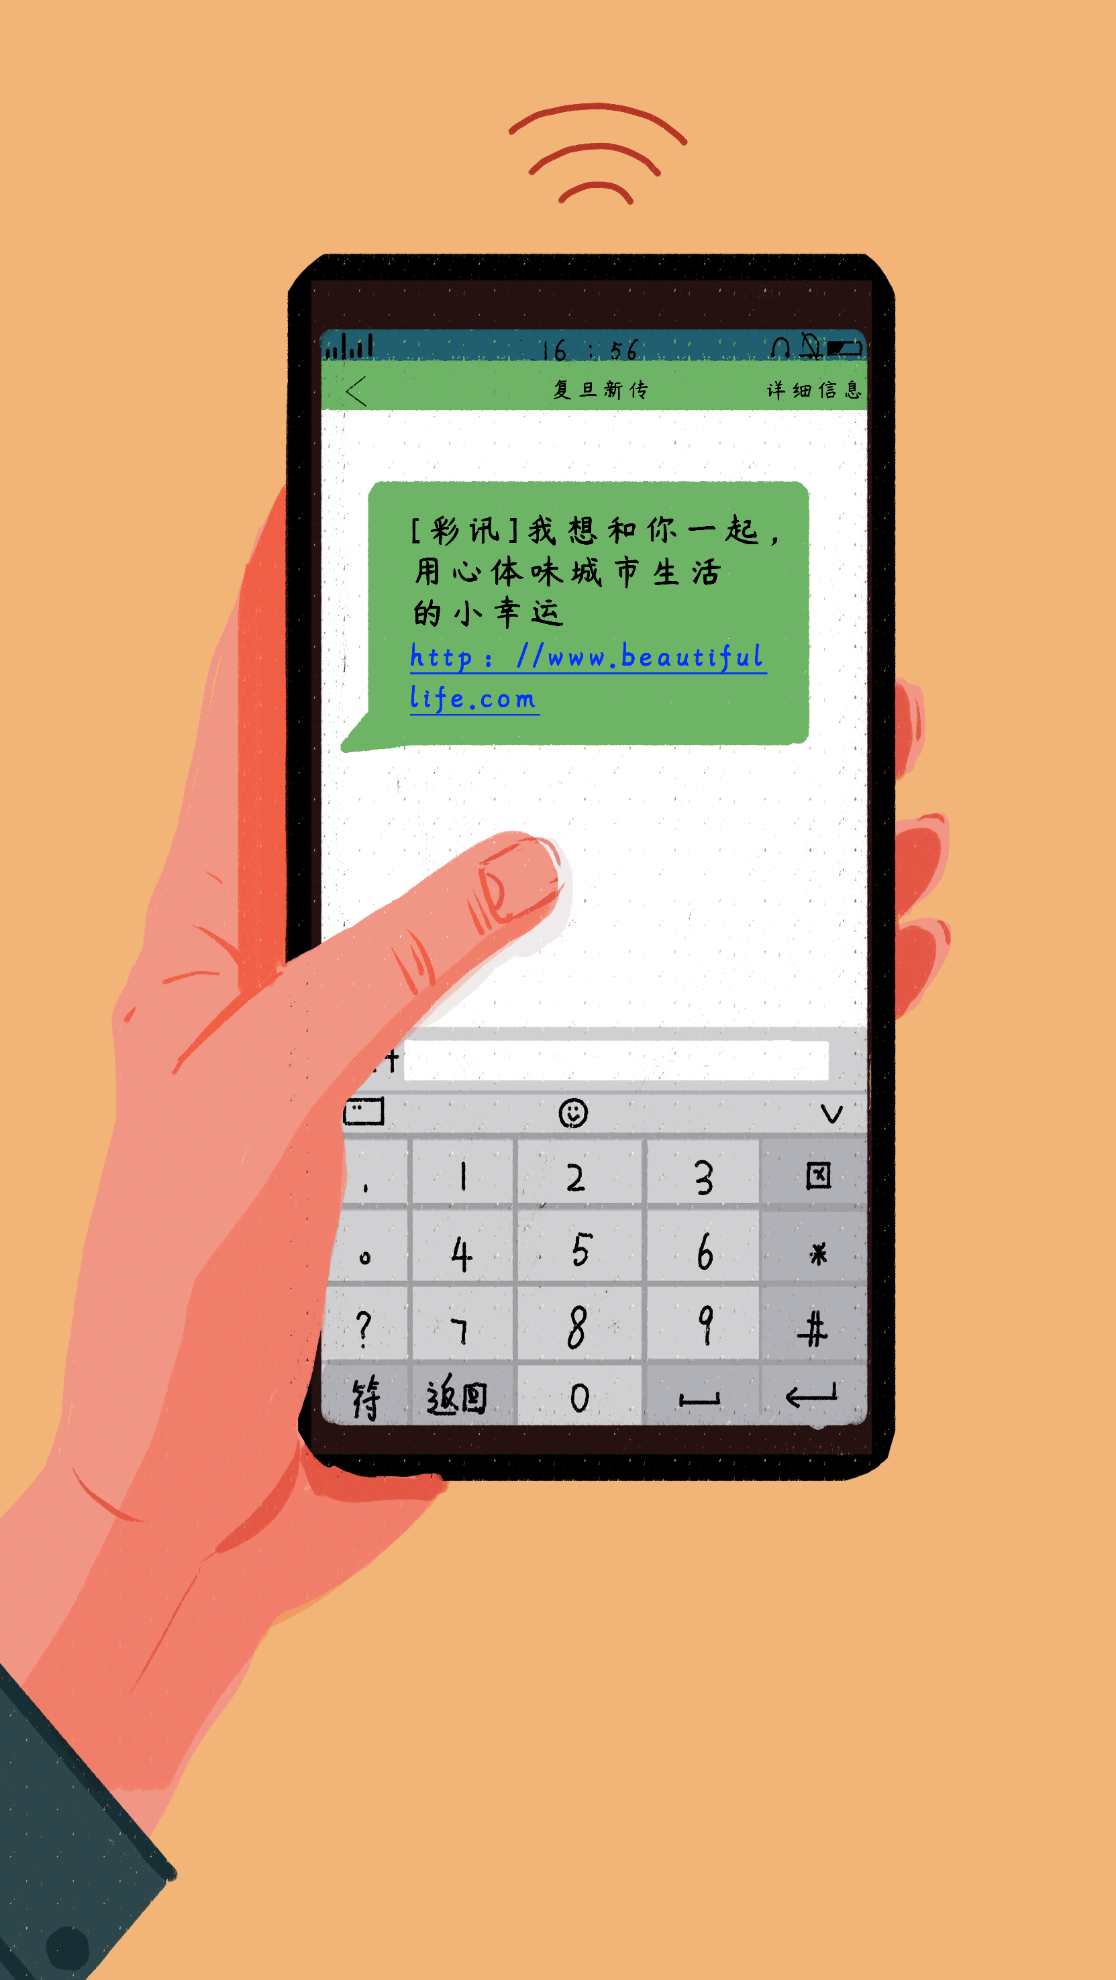 16 : 56
复旦新传 详细信息
[彩讯]我想和你一起,
用心体味城市生活
的小幸运
http : //www.beautiful
life.com
. 1 2 3
。 4 5 6 *
? 7 8 9 #
符 返回 0